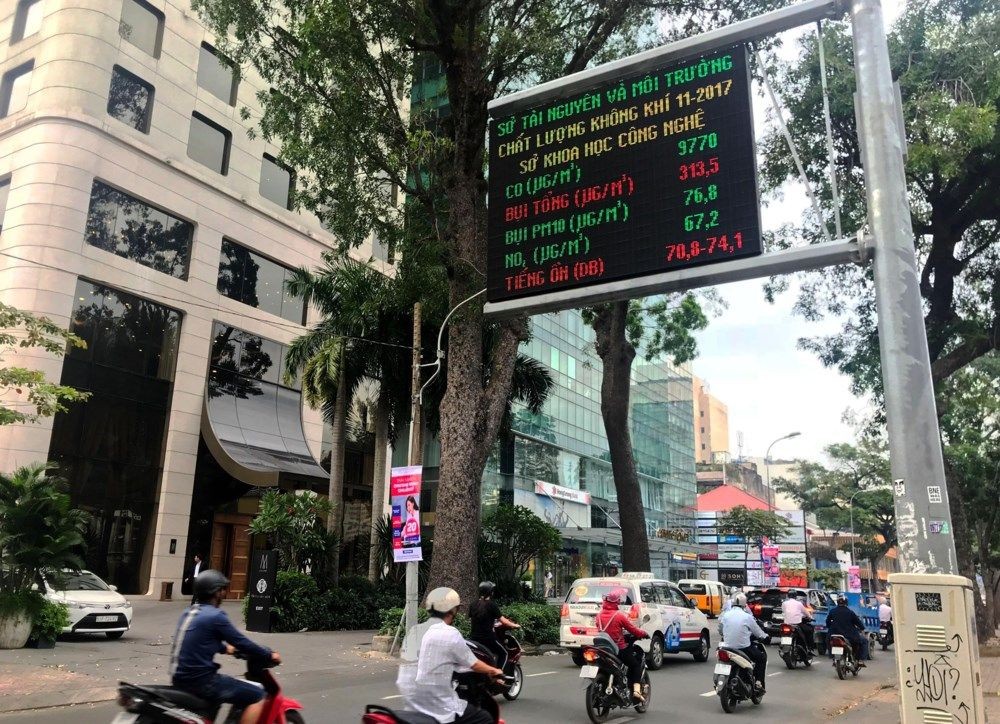 SỞ TÀI NGUYÊN VÀ MÔI TRƯỜNG
CHẤT LƯỢNG KHÔNG KHÍ 11-2017
SỞ KHOA HỌC CÔNG NGHỆ
CO (µG/M³) 9770
BỤI TỔNG (µG/M³) 313,5
BỤI PM10 (µG/M³) 76,8
NO₂ (µG/M³) 67,2
TIẾNG ỒN (DB) 70,8-74,1
BNE
20